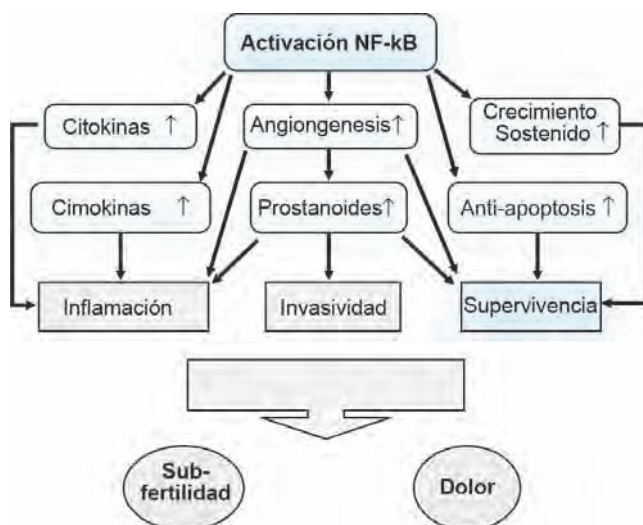 Activación NF-kB
Citokinas ↑
Angiongenesis ↑
Crecimiento
Sostenido ↑
Cimokinas ↑
Prostanoides ↑
Anti-apoptosis ↑
Inflamación
Invasividad
Supervivencia
Sub-
fertilidad
Dolor